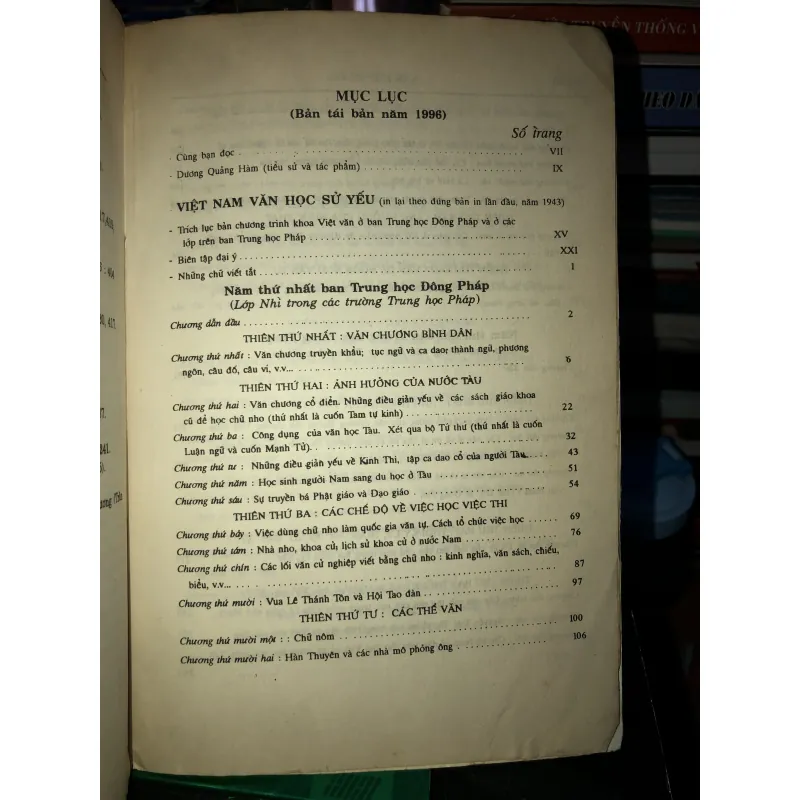 MỤC LỤC
(Bản tái bản năm 1996)
Số trang
- Cùng bạn đọc . . . . . . . . . . VII
- Dương Quảng Hàm (tiểu sử và tác phẩm) . . . . . . . . . . IX
VIỆT NAM VĂN HỌC SỬ YẾU (in lại theo đúng bản in lần đầu, năm 1943)
- Trích lục bản chương trình khoa Việt văn ở ban Trung học Đông Pháp và ở các
lớp trên ban Trung học Pháp . . . . . . . . . . XV
- Biên tập đại ý . . . . . . . . . . XXI
- Những chữ viết tắt . . . . . . . . . . 1
Năm thứ nhất ban Trung học Đông Pháp
(Lớp Nhì trong các trường Trung học Pháp)
Chương dẫn đầu . . . . . . . . . . 2
THIÊN THỨ NHẤT : VĂN CHƯƠNG BÌNH DÂN
Chương thứ nhất : Văn chương truyền khẩu; tục ngữ và ca dao; thành ngữ, phương
ngôn, câu đố, câu ví, v.v... . . . . . . . . . . 6
THIÊN THỨ HAI : ẢNH HƯỞNG CỦA NƯỚC TÀU
Chương thứ hai : Văn chương cổ điển. Những điều giản yếu về các sách giáo khoa
cũ để học chữ nho (thứ nhất là cuốn Tam tự kinh) . . . . . . . . . . 22
Chương thứ ba : Công dụng của văn học Tàu. Xét qua bộ Tứ thư (thứ nhất là cuốn
Luận ngữ và cuốn Mạnh Tử). . . . . . . . . . . 32
Chương thứ tư : Những điều giản yếu về Kinh Thi, tập ca dao cổ của người Tàu. . . . . 43
Chương thứ năm : Học sinh người Nam sang du học ở Tàu . . . . . . . . . . 51
Chương thứ sáu : Sự truyền bá Phật giáo và Đạo giáo . . . . . . . . . . 54
THIÊN THỨ BA : CÁC CHẾ ĐỘ VỀ VIỆC HỌC VIỆC THI
Chương thứ bảy : Việc dùng chữ nho làm quốc gia văn tự. Cách tổ chức việc học . . . . . . 69
Chương thứ tám : Nhà nho, khoa cử; lịch sử khoa cử ở nước Nam . . . . . . . . . . 76
Chương thứ chín : Các lối văn cử nghiệp viết bằng chữ nho : kinh nghĩa, văn sách, chiếu,
biểu, v.v... . . . . . . . . . . 87
Chương thứ mười : Vua Lê Thánh Tôn và Hội Tao đàn . . . . . . . . . . 97
THIÊN THỨ TƯ : CÁC THỂ VĂN
Chương thứ mười một : : Chữ nôm . . . . . . . . . . 100
Chương thứ mười hai : Hàn Thuyên và các nhà mô phỏng ông . . . . . . . . . . 106
TRUYỀN THỐNG V